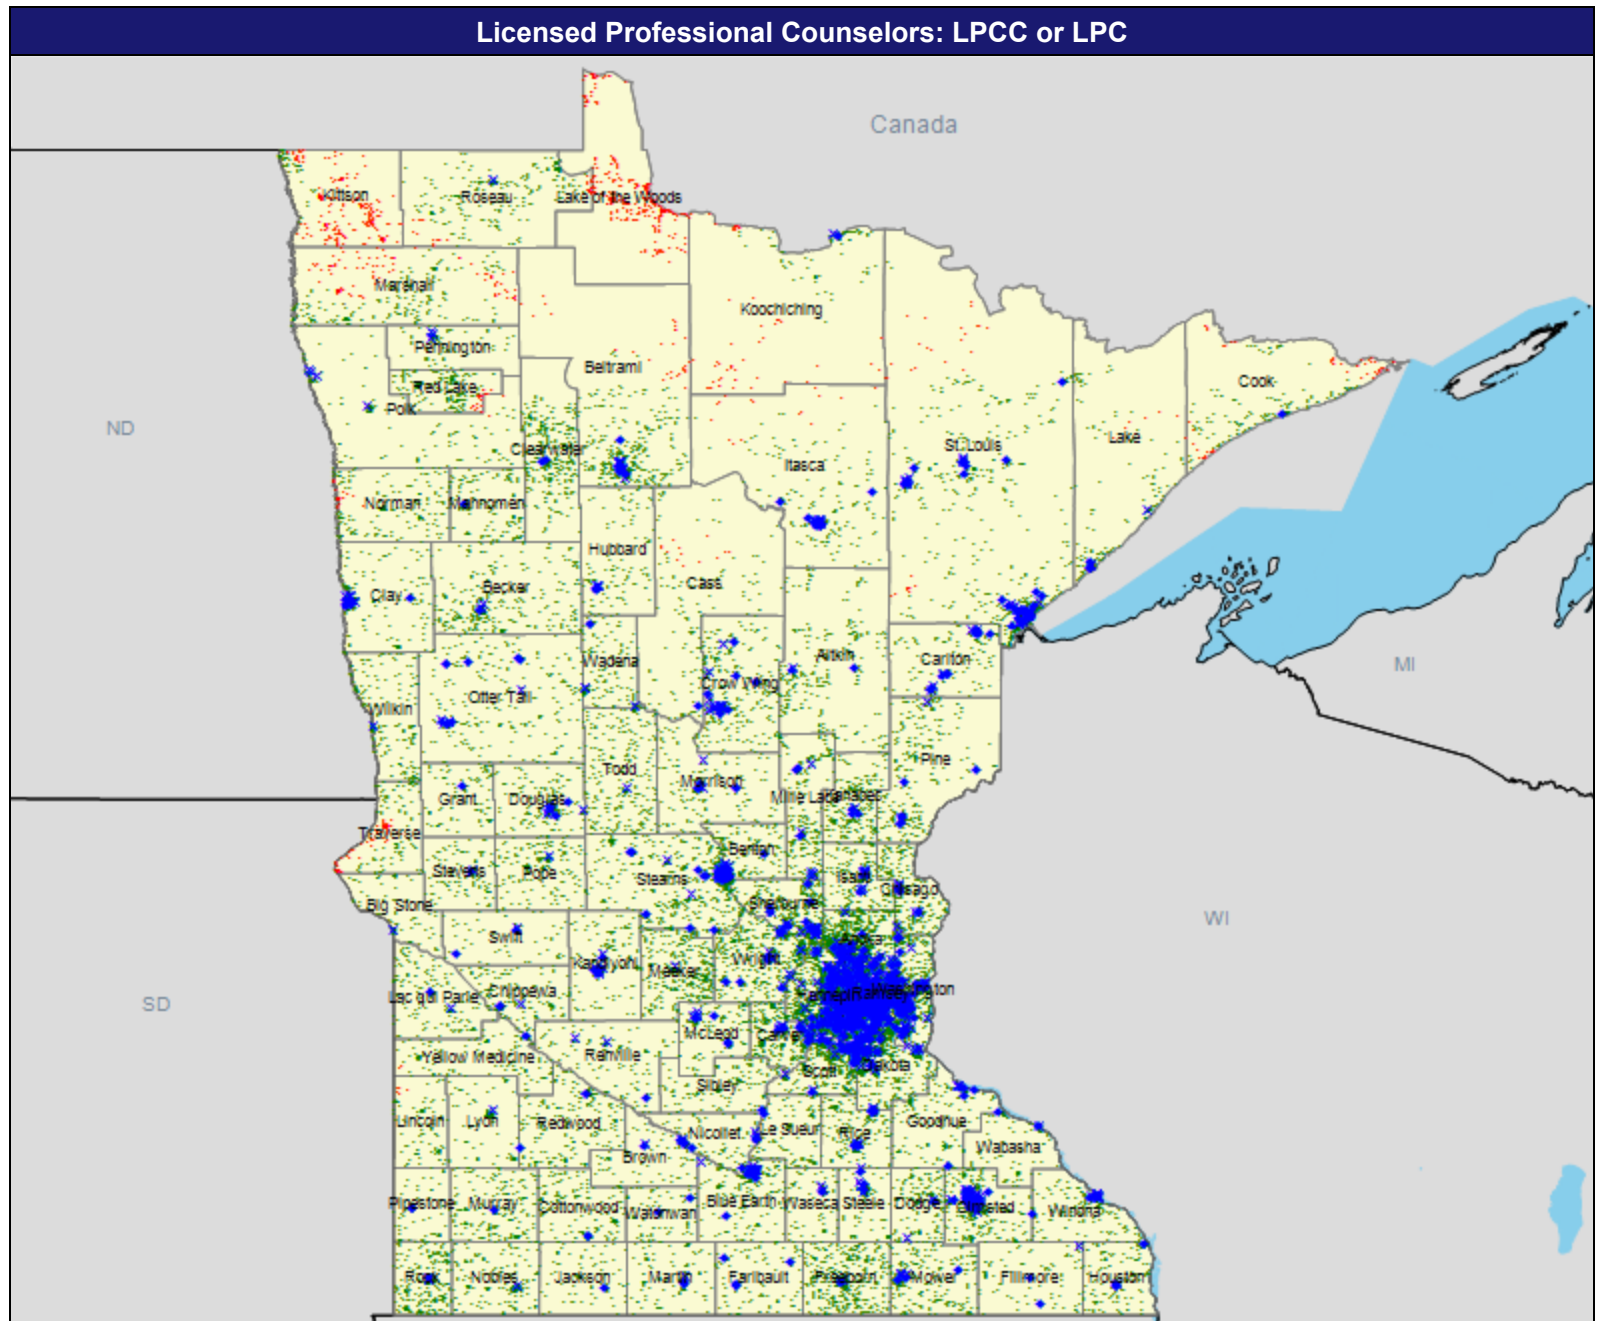 Licensed Professional Counselors: LPCC or LPC
Canada
Kittson
Roseau
Lake of the Woods
Marshall
Koochiching
Pennington
Beltrami
Red Lake
Cook
Polk
ND
Lake
St. Louis
Clearwater
Itasca
Norman
Mahnomen
Hubbard
Cass
Becker
Clay
Aitkin
Carlton
Wadena
MI
Crow Wing
Otter Tail
Wilkin
Pine
Todd
Morrison
Mille Lacs
Kanabec
Grant
Douglas
Traverse
Benton
Stevens
Pope
Stearns
Isanti
Chisago
Big Stone
Sherburne
WI
Swift
Anoka
Wright
Kandiyohi
Meeker
Chippewa
Lac qui Parle
Hennepin
Ramsey
Washington
SD
McLeod
Carver
Yellow Medicine
Renville
Scott
Dakota
Sibley
Lincoln
Lyon
Redwood
Nicollet
Le Sueur
Rice
Goodhue
Wabasha
Brown
Pipestone
Murray
Cottonwood
Watonwan
Blue Earth
Waseca
Steele
Dodge
Olmsted
Winona
Rock
Nobles
Jackson
Martin
Faribault
Freeborn
Mower
Fillmore
Houston